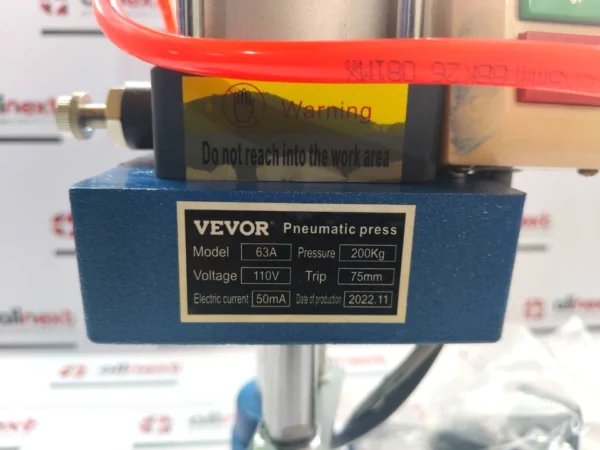 Warning
Do not reach into the work area
VEVOR® Pneumatic press
Model 63A Pressure 200Kg
Voltage 110V Trip 75mm
Electric current 50mA Date of production 2022.11